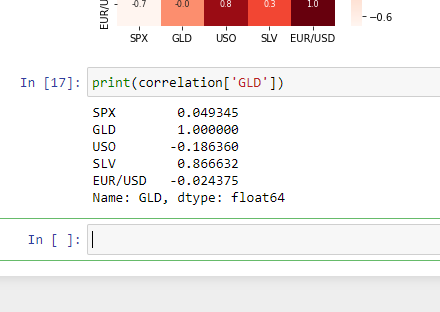 EUR/USD
-0.7 -0.0 0.8 0.3 1.0
−0.6
SPX GLD USO SLV EUR/USD
In [17]: print(correlation['GLD'])
SPX 0.049345
GLD 1.000000
USO -0.186360
SLV 0.866632
EUR/USD -0.024375
Name: GLD, dtype: float64
In [ ]: